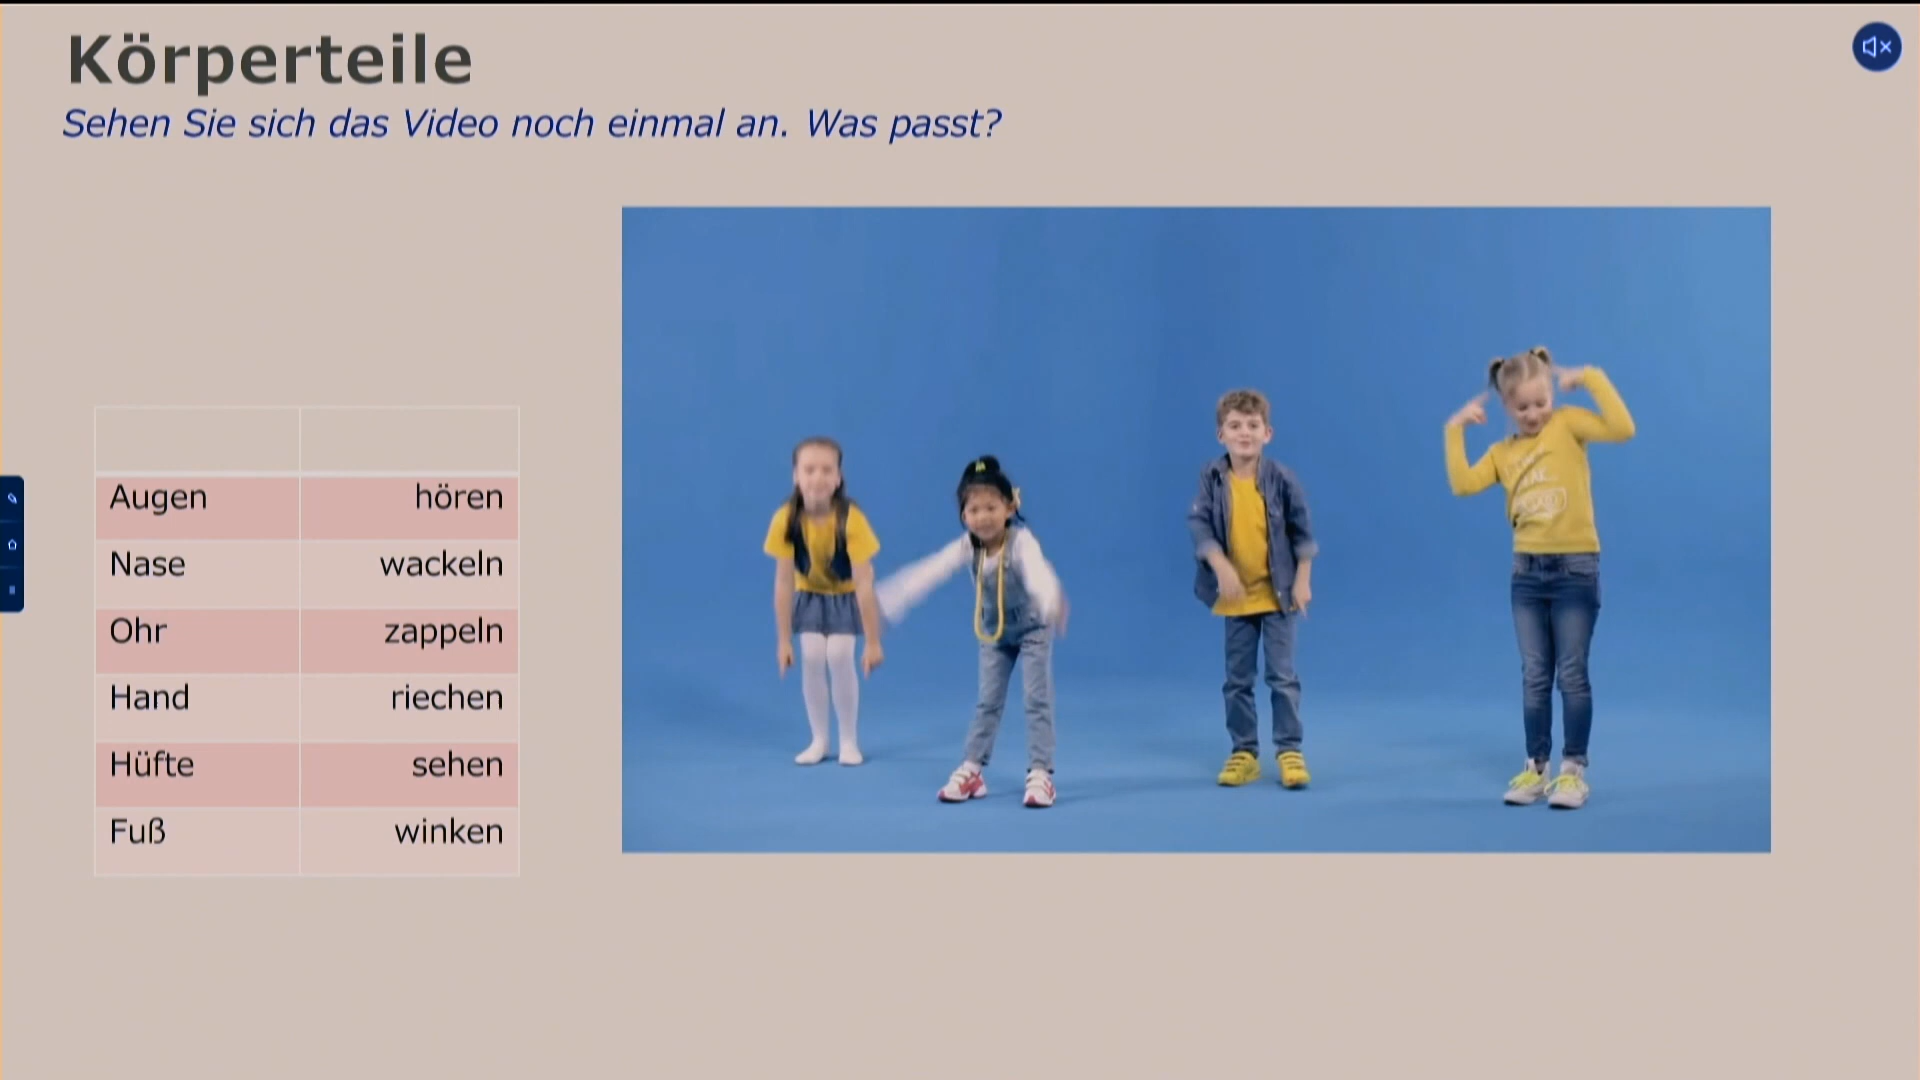 Körperteile
Sehen Sie sich das Video noch einmal an. Was passt?
Augen hören
Nase wackeln
Ohr zappeln
Hand riechen
Hüfte sehen
Fuß winken